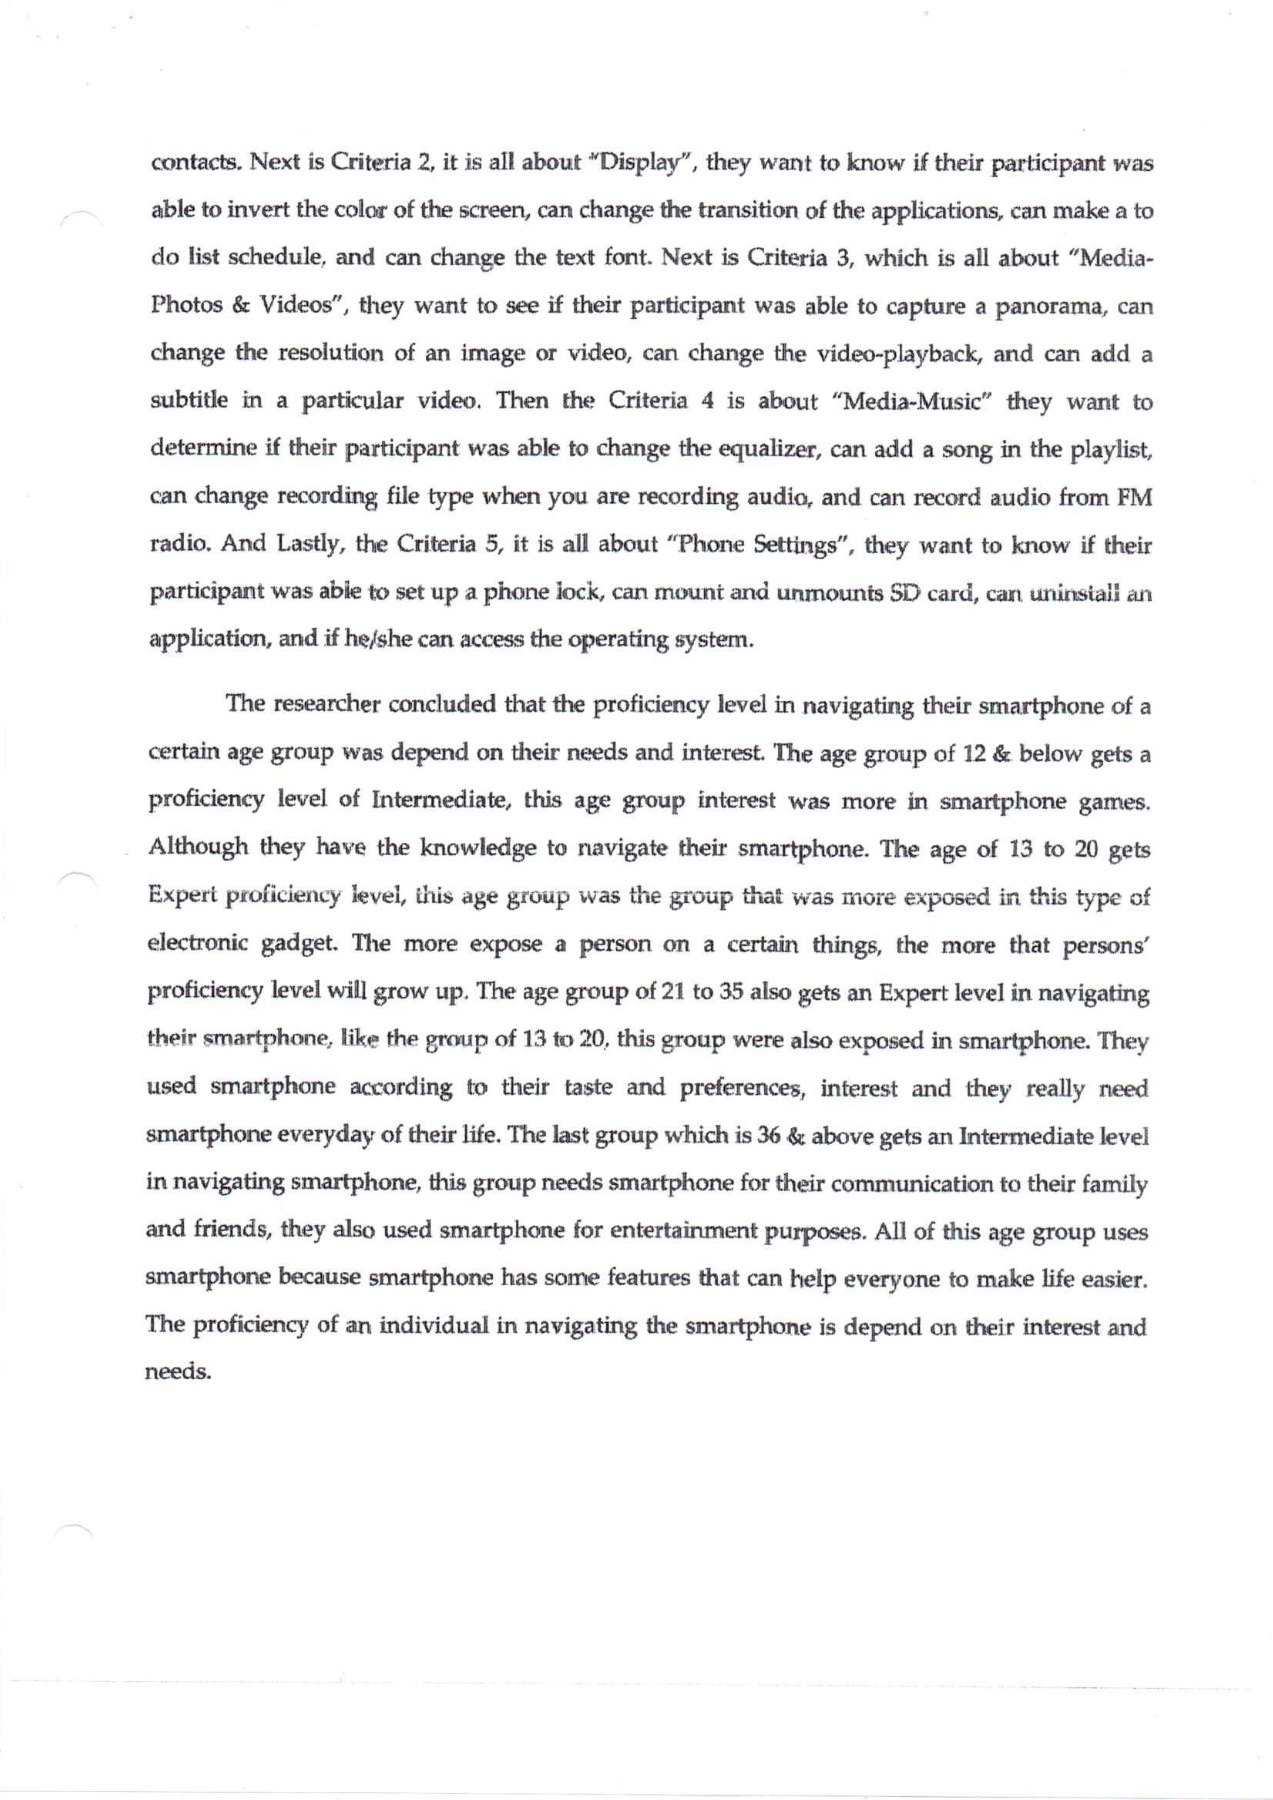 contacts. Next is Criteria 2, it is all about "Display", they want to know if their participant was
able to invert the color of the screen, can change the transition of the applications, can make a to
do list schedule, and can change the text font. Next is Criteria 3, which is all about "Media-
Photos & Videos", they want to see if their participant was able to capture a panorama, can
change the resolution of an image or video, can change the video-playback, and can add a
subtitle in a particular video. Then the Criteria 4 is about "Media-Music" they want to
determine if their participant was able to change the equalizer, can add a song in the playlist,
can change recording file type when you are recording audio, and can record audio from FM
radio. And Lastly, the Criteria 5, it is all about "Phone Settings", they want to know if their
participant was able to set up a phone lock, can mount and unmounts SD card, can uninstall an
application, and if he/she can access the operating system.
The researcher concluded that the proficiency level in navigating their smartphone of a
certain age group was depend on their needs and interest. The age group of 12 & below gets a
proficiency level of Intermediate, this age group interest was more in smartphone games.
Although they have the knowledge to navigate their smartphone. The age of 13 to 20 gets
Expert proficiency level, this age group was the group that was more exposed in this type of
electronic gadget. The more expose a person on a certain things, the more that persons'
proficiency level will grow up. The age group of 21 to 35 also gets an Expert level in navigating
their smartphone, like the group of 13 to 20, this group were also exposed in smartphone. They
used smartphone according to their taste and preferences, interest and they really need
smartphone everyday of their life. The last group which is 36 & above gets an Intermediate level
in navigating smartphone, this group needs smartphone for their communication to their family
and friends, they also used smartphone for entertainment purposes. All of this age group uses
smartphone because smartphone has some features that can help everyone to make life easier.
The proficiency of an individual in navigating the smartphone is depend on their interest and
needs.